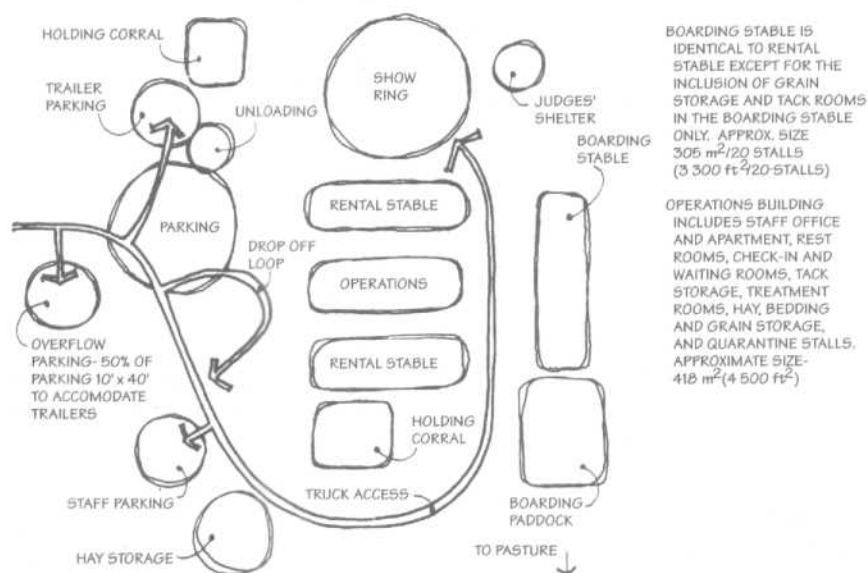 HOLDING CORRAL
TRAILER
PARKING
UNLOADING
SHOW
RING
JUDGES'
SHELTER
BOARDING
STABLE
RENTAL STABLE
PARKING
DROP OFF
LOOP
OPERATIONS
OVERFLOW
PARKING- 50% OF
PARKING 10' x 40'
TO ACCOMODATE
TRAILERS
RENTAL STABLE
HOLDING
CORRAL
STAFF PARKING
TRUCK ACCESS
BOARDING
PADDOCK
HAY STORAGE
TO PASTURE
BOARDING STABLE IS
IDENTICAL TO RENTAL
STABLE EXCEPT FOR THE
INCLUSION OF GRAIN
STORAGE AND TACK ROOMS
IN THE BOARDING STABLE
ONLY. APPROX. SIZE
305 m²/20 STALLS
(3 300 ft²/20-STALLS)
OPERATIONS BUILDING
INCLUDES STAFF OFFICE
AND APARTMENT, REST
ROOMS, CHECK-IN AND
WAITING ROOMS, TACK
STORAGE, TREATMENT
ROOMS, HAY, BEDDING
AND GRAIN STORAGE,
AND QUARANTINE STALLS.
APPROXIMATE SIZE-
418 m²(4 500 ft²)